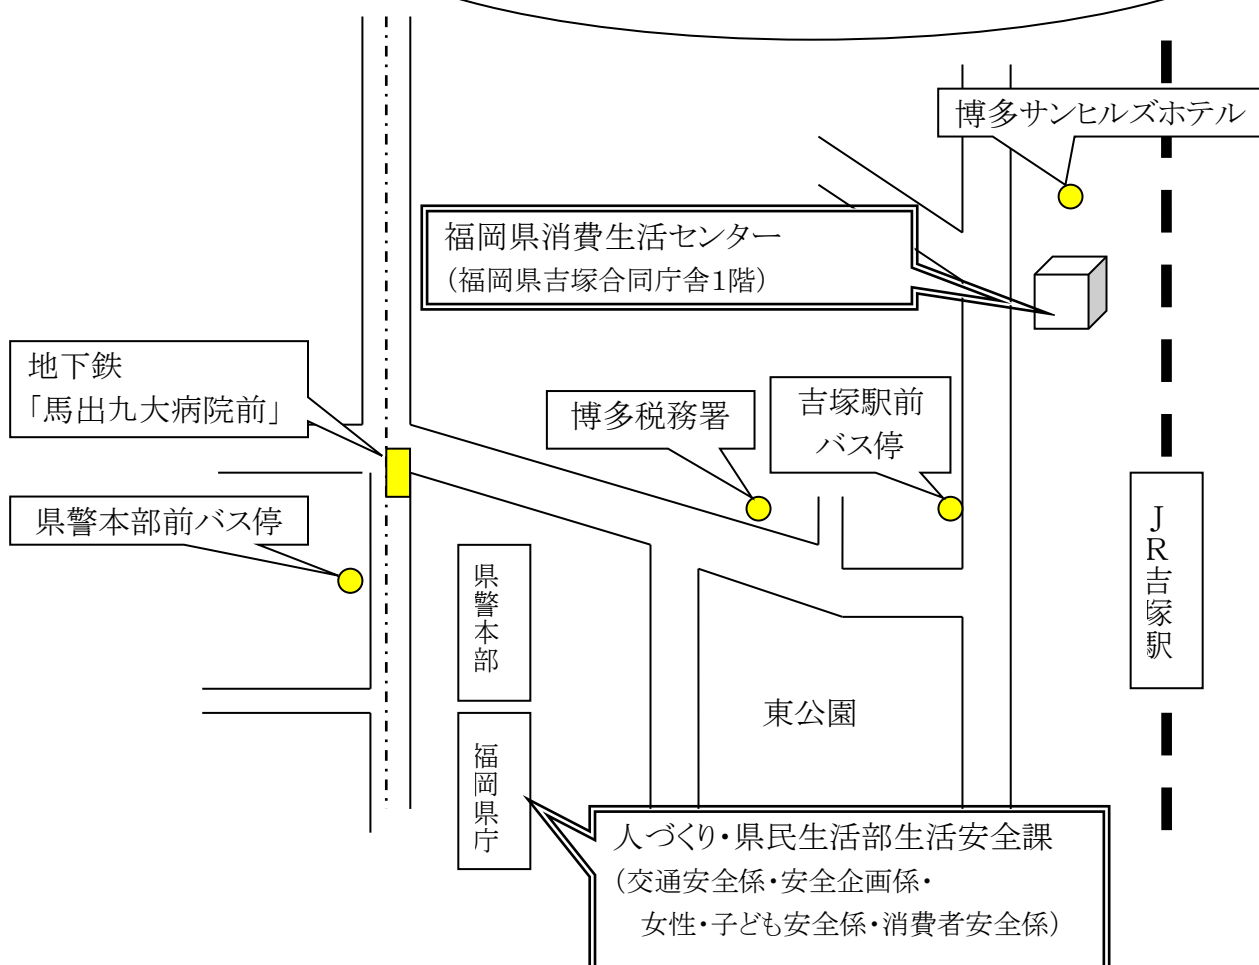 博多サンヒルズホテル
福岡県消費生活センター
（福岡県吉塚合同庁舎1階）
地下鉄
「馬出九大病院前」
博多税務署
吉塚駅前
バス停
県警本部前バス停
県警本部
JR吉塚駅
東公園
福岡県庁
人づくり・県民生活部生活安全課
（交通安全係・安全企画係・
女性・子ども安全係・消費者安全係）